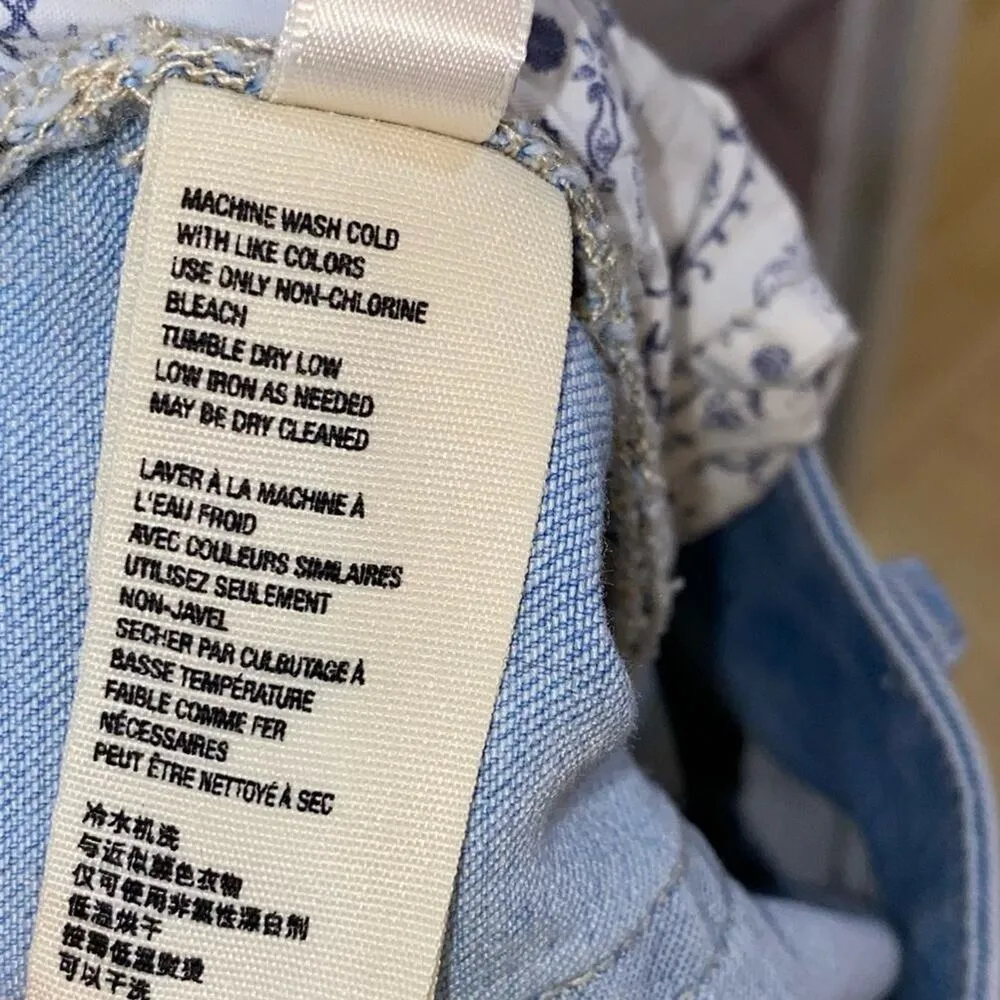 MACHINE WASH COLD
WITH LIKE COLORS
USE ONLY NON-CHLORINE
BLEACH
TUMBLE DRY LOW
LOW IRON AS NEEDED
MAY BE DRY CLEANED
LAVER À LA MACHINE À
L'EAU FROID
AVEC COULEURS SIMILAIRES
UTILISEZ SEULEMENT
NON-JAVEL
SECHER PAR CULBUTAGE À
BASSE TEMPÉRATURE
FAIBLE COMME FER
NÉCESSAIRES
PEUT ÊTRE NETTOYÉ À SEC
冷水机洗
与近似颜色衣物
仅可使用非氯性漂白剂
低温烘干
按需低温熨烫
可以干洗